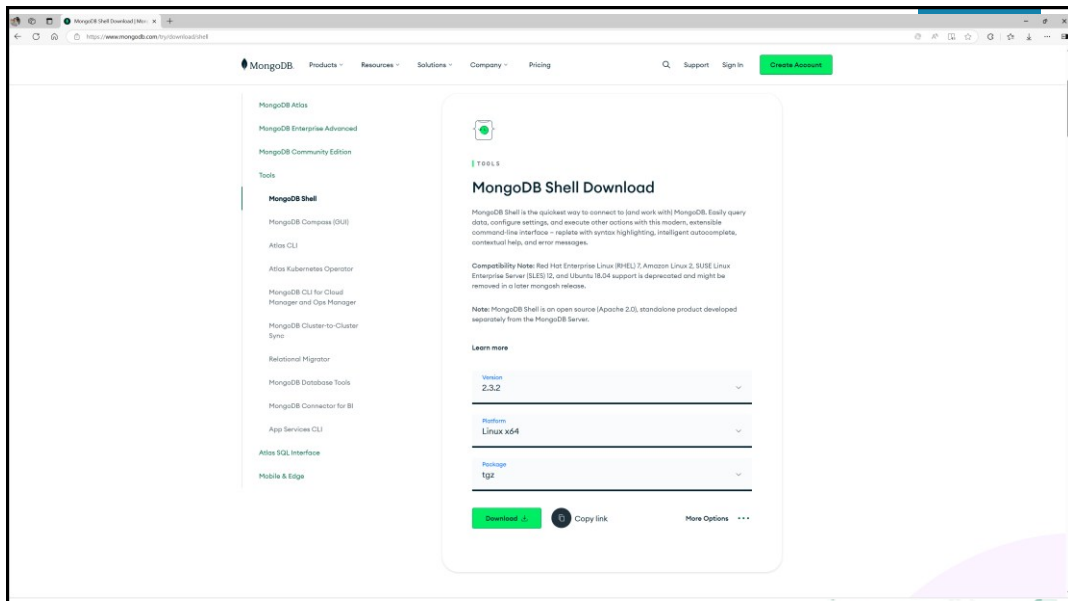 MongoDB Shell Download | Mon
https://www.mongodb.com/try/download/shell
MongoDB. Products Resources Solutions Company Pricing Support Sign In Create Account
MongoDB Atlas
MongoDB Enterprise Advanced
MongoDB Community Edition
Tools
MongoDB Shell
MongoDB Compass (GUI)
Atlas CLI
Atlas Kubernetes Operator
MongoDB CLI for Cloud
Manager and Ops Manager
MongoDB Cluster-to-Cluster
Sync
Relational Migrator
MongoDB Database Tools
MongoDB Connector for BI
App Services CLI
Atlas SQL Interface
Mobile & Edge
TOOLS
MongoDB Shell Download
MongoDB Shell is the quickest way to connect to (and work with) MongoDB. Easily query
data, configure settings, and execute other actions with this modern, extensible
command-line interface – replete with syntax highlighting, intelligent autocomplete,
contextual help, and error messages.
Compatibility Note: Red Hat Enterprise Linux (RHEL) 7, Amazon Linux 2, SUSE Linux
Enterprise Server (SLES) 12, and Ubuntu 18.04 support is deprecated and might be
removed in a later mongosh release.
Note: MongoDB Shell is an open source (Apache 2.0), standalone product developed
separately from the MongoDB Server.
Learn more
Version
2.3.2
Platform
Linux x64
Package
tgz
Download Copy link More Options